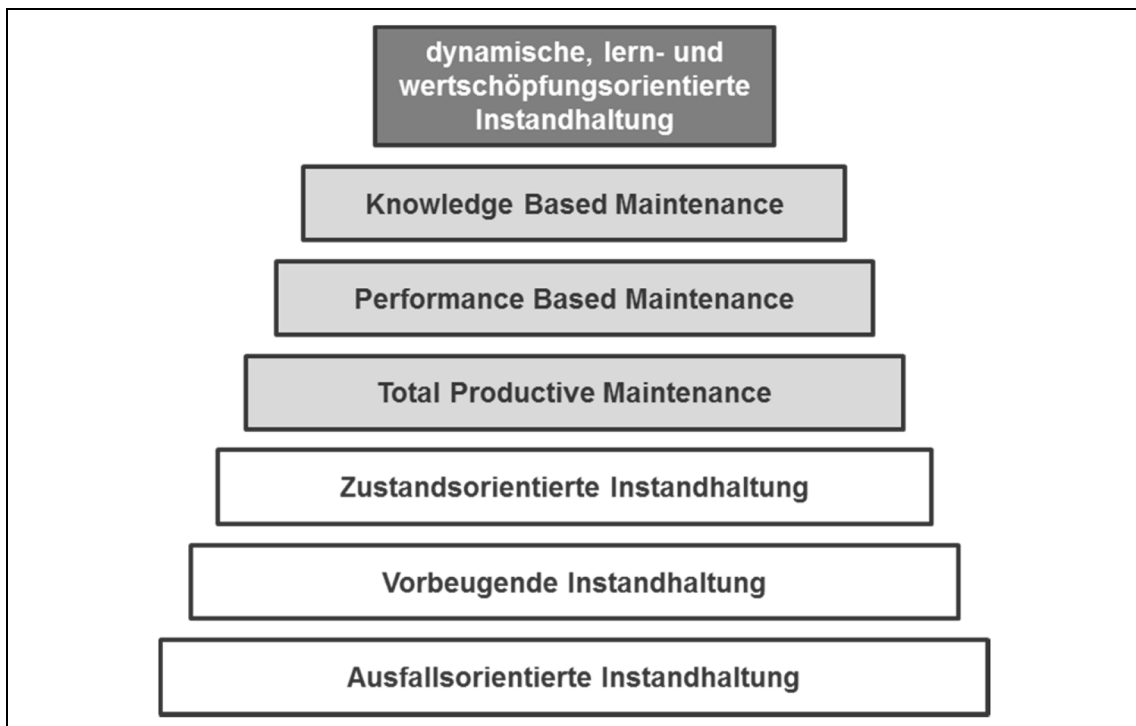 dynamische, lern- und
wertschöpfungsorientierte
Instandhaltung
Knowledge Based Maintenance
Performance Based Maintenance
Total Productive Maintenance
Zustandsorientierte Instandhaltung
Vorbeugende Instandhaltung
Ausfallsorientierte Instandhaltung